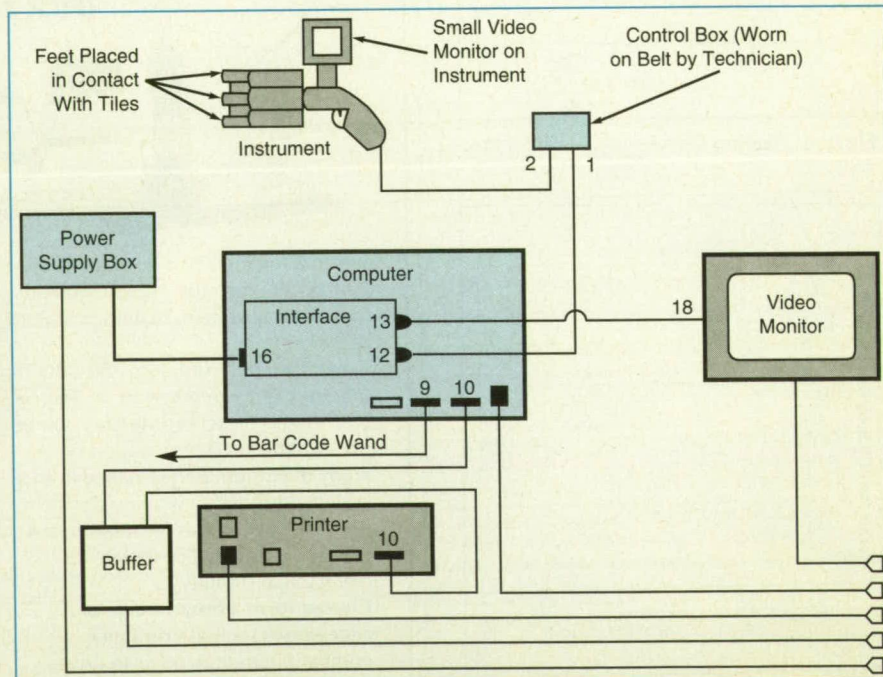 Feet Placed
in Contact
With Tiles
Small Video
Monitor on
Instrument
Control Box (Worn
on Belt by Technician)
Instrument
2
1
Power
Supply Box
Computer
Interface
13
12
16
18
Video
Monitor
9
10
To Bar Code Wand
Printer
10
Buffer